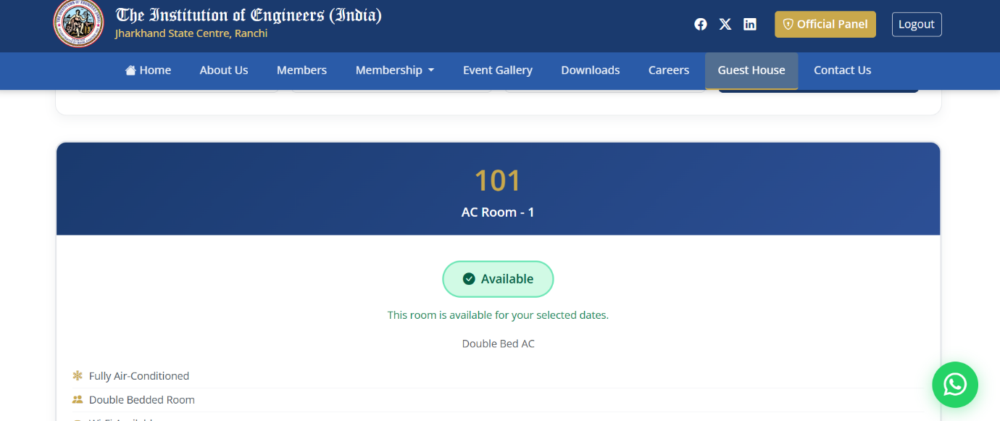 The Institution of Engineers (India)
Jharkhand State Centre, Ranchi
Official Panel
Logout
Home
About Us
Members
Membership
Event Gallery
Downloads
Careers
Guest House
Contact Us
101
AC Room - 1
Available
This room is available for your selected dates.
Double Bed AC
Fully Air-Conditioned
Double Bedded Room